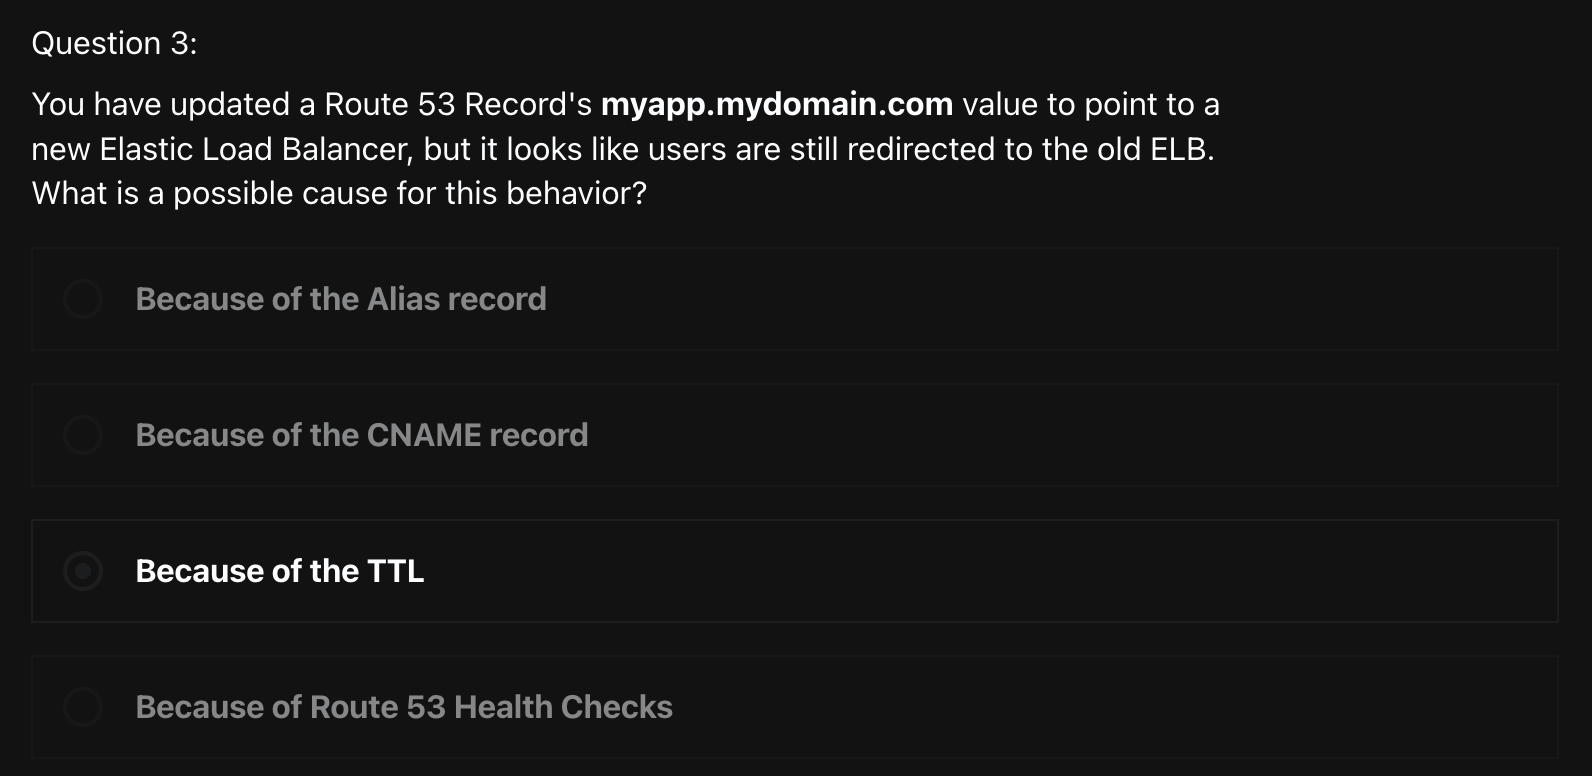 Question 3:
You have updated a Route 53 Record's myapp.mydomain.com value to point to a
new Elastic Load Balancer, but it looks like users are still redirected to the old ELB.
What is a possible cause for this behavior?
Because of the Alias record
Because of the CNAME record
Because of the TTL
Because of Route 53 Health Checks